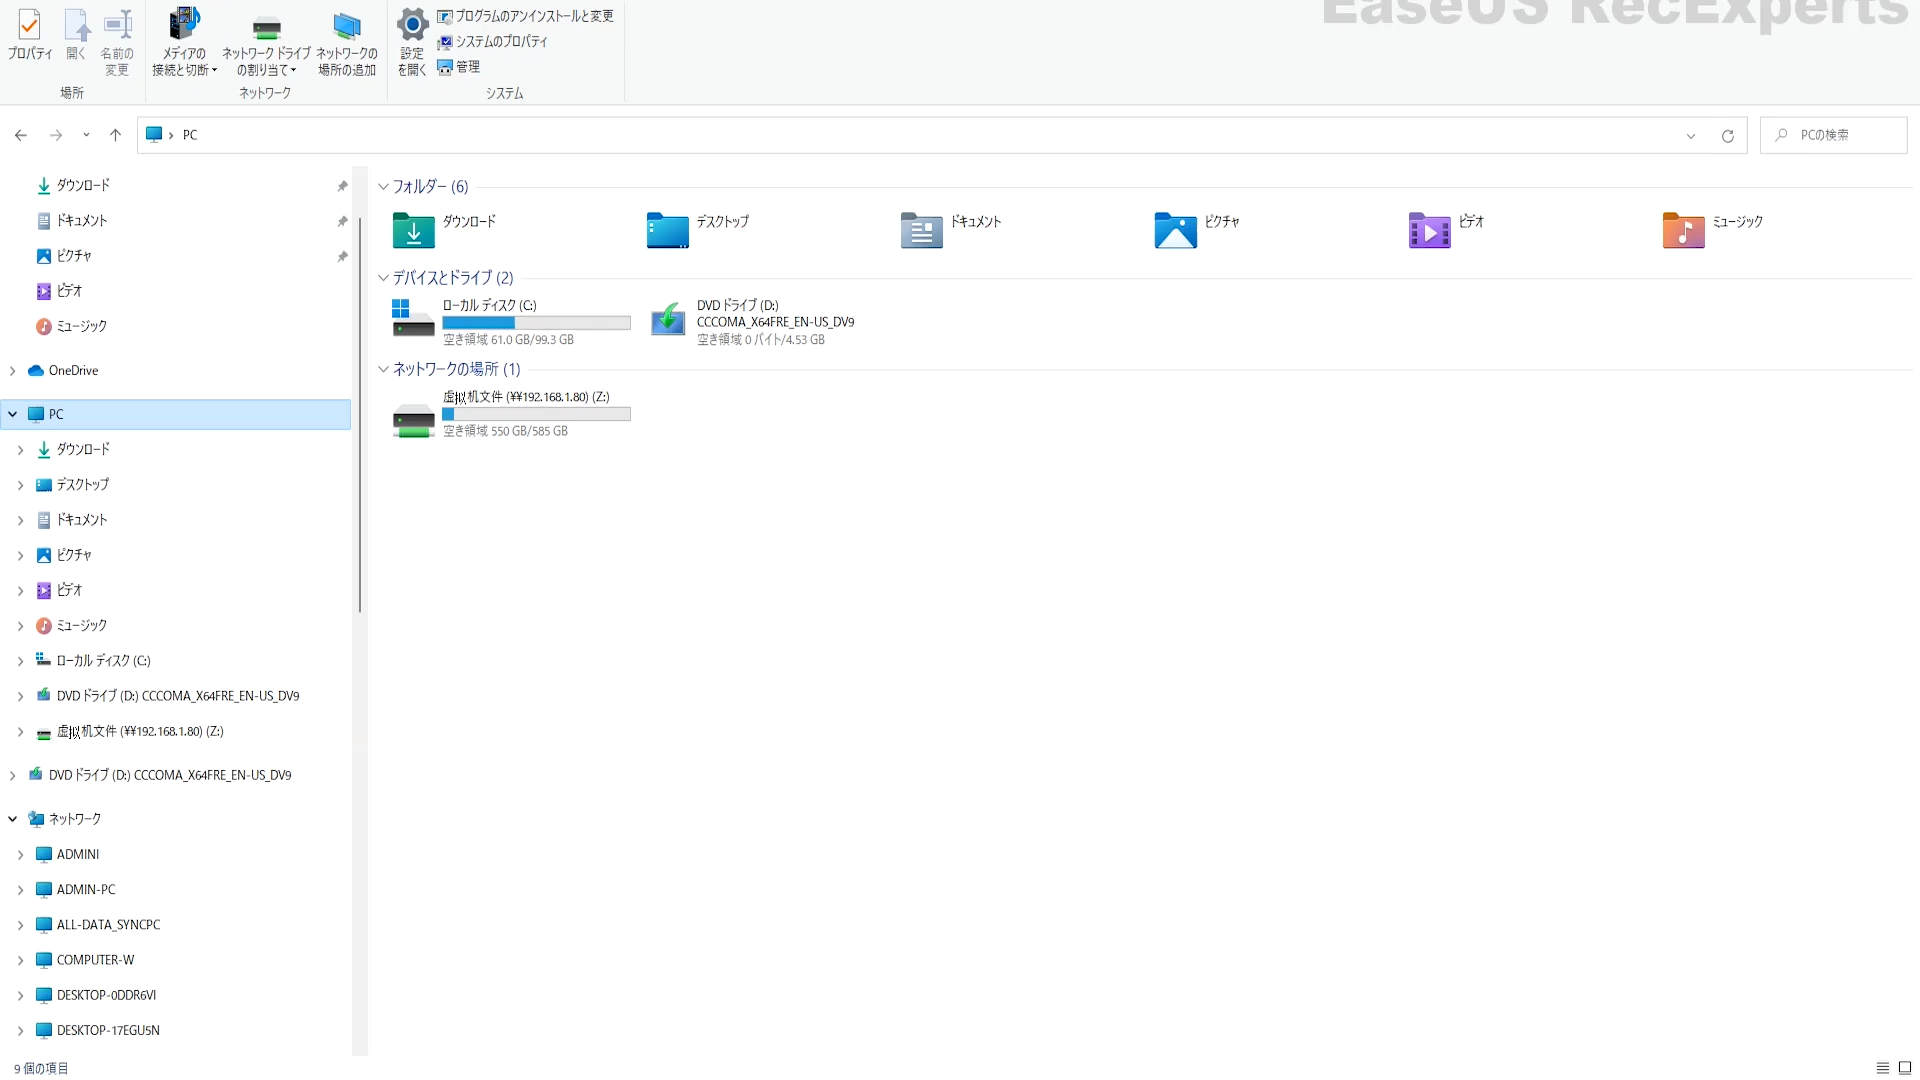 EaseUS RecExperts
プロパティ
開く
名前の
変更
場所
メディアの
接続と切断
ネットワーク ドライブ
の割り当て
ネットワークの
場所の追加
ネットワーク
設定
を開く
プログラムのアンインストールと変更
システムのプロパティ
管理
システム
PC
PCの検索
ダウンロード
ドキュメント
ピクチャ
ビデオ
ミュージック
OneDrive
PC
ダウンロード
デスクトップ
ドキュメント
ピクチャ
ビデオ
ミュージック
ローカル ディスク (C:)
DVD ドライブ (D:) CCCOMA_X64FRE_EN-US_DV9
虚拟机文件 (¥¥192.168.1.80) (Z:)
DVD ドライブ (D:) CCCOMA_X64FRE_EN-US_DV9
ネットワーク
ADMINI
ADMIN-PC
ALL-DATA_SYNCPC
COMPUTER-W
DESKTOP-0DDR6VI
DESKTOP-17EGU5N
フォルダー (6)
ダウンロード
デスクトップ
ドキュメント
ピクチャ
ビデオ
ミュージック
デバイスとドライブ (2)
ローカル ディスク (C:)
空き領域 61.0 GB/99.3 GB
DVD ドライブ (D:)
CCCOMA_X64FRE_EN-US_DV9
空き領域 0 バイト/4.53 GB
ネットワークの場所 (1)
虚拟机文件 (¥¥192.168.1.80) (Z:)
空き領域 550 GB/585 GB
9 個の項目